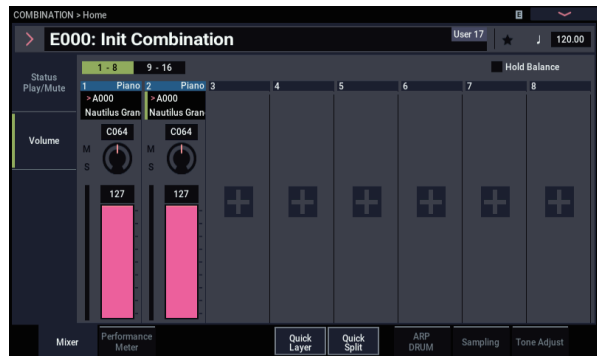 COMBINATION > Home
E
> E000: Init Combination
User 17
★ ♩ 120.00
Status
Play/Mute
1 - 8 9 - 16
Hold Balance
1 Piano 2 Piano 3 4 5 6 7 8
>A000 >A000
Nautilus Gran Nautilus Gran
Volume
C064 C064
M M
S S
127 127
Mixer
Performance
Meter
Quick
Layer
Quick
Split
ARP
DRUM
Sampling
Tone Adjust